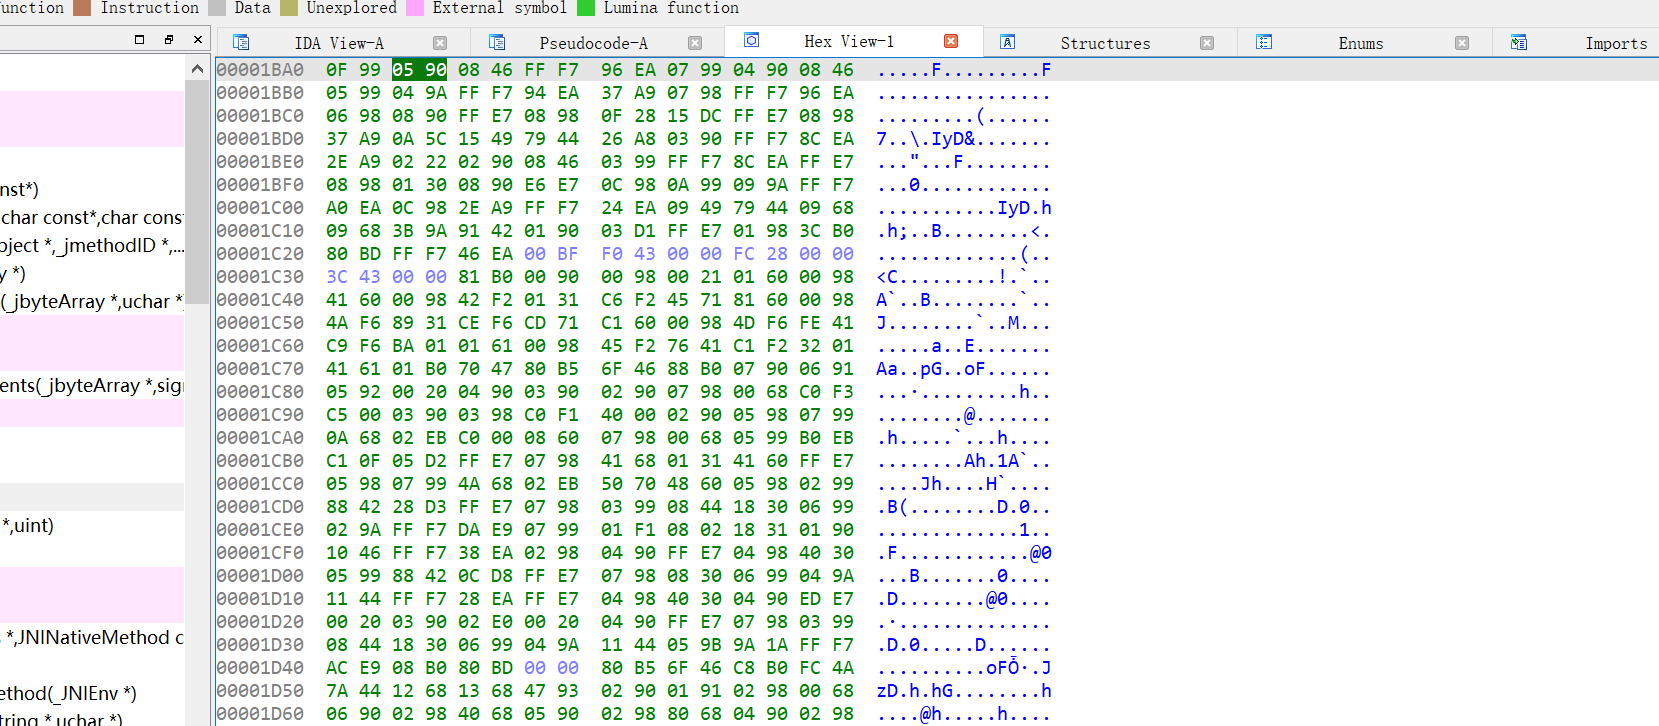 unction Instruction Data Unexplored External symbol Lumina function
IDA View-A Pseudocode-A Hex View-1 Structures Enums Imports
00001BA0 0F 99 05 90 08 46 FF F7 96 EA 07 99 04 90 08 46 .....F.........F
00001BB0 05 99 04 9A FF F7 94 EA 37 A9 07 98 FF F7 96 EA ................
00001BC0 06 98 08 90 FF E7 08 98 0F 28 15 DC FF E7 08 98 .........(......
00001BD0 37 A9 0A 5C 15 49 79 44 26 A8 03 90 FF F7 8C EA 7..\.IyD&.......
00001BE0 2E A9 02 22 02 90 08 46 03 99 FF F7 8C EA FF E7 ..."...F........
00001BF0 08 98 01 30 08 90 E6 E7 0C 98 0A 99 09 9A FF F7 ...0............
00001C00 A0 EA 0C 98 2E A9 FF F7 24 EA 09 49 79 44 09 68 ...........IyD.h
00001C10 09 68 3B 9A 91 42 01 90 03 D1 FF E7 01 98 3C B0 .h;..B........<.
00001C20 80 BD FF F7 46 EA 00 BF F0 43 00 00 FC 28 00 00 .............(..
00001C30 3C 43 00 00 81 B0 00 90 00 98 00 21 01 60 00 98 <C.........!.`..
00001C40 41 60 00 98 42 F2 01 31 C6 F2 45 71 81 60 00 98 A`..B........`..
00001C50 4A F6 89 31 CE F6 CD 71 C1 60 00 98 4D F6 FE 41 J........`..M...
00001C60 C9 F6 BA 01 01 61 00 98 45 F2 76 41 C1 F2 32 01 .....a..E.......
00001C70 41 61 01 B0 70 47 80 B5 6F 46 88 B0 07 90 06 91 Aa..pG..oF......
00001C80 05 92 00 20 04 90 03 90 02 90 07 98 00 68 C0 F3 ...·.........h..
00001C90 C5 00 03 90 03 98 C0 F1 40 00 02 90 05 98 07 99 ........@.......
00001CA0 0A 68 02 EB C0 00 08 60 07 98 00 68 05 99 B0 EB .h.....`...h....
00001CB0 C1 0F 05 D2 FF E7 07 98 41 68 01 31 41 60 FF E7 ........Ah.1A`..
00001CC0 05 98 07 99 4A 68 02 EB 50 70 48 60 05 98 02 99 ....Jh....H`....
00001CD0 88 42 28 D3 FF E7 07 98 03 99 08 44 18 30 06 99 .B(........D.0..
00001CE0 02 9A FF F7 DA E9 07 99 01 F1 08 02 18 31 01 90 .............1..
00001CF0 10 46 FF F7 38 EA 02 98 04 90 FF E7 04 98 40 30 .F............@0
00001D00 05 99 88 42 0C D8 FF E7 07 98 08 30 06 99 04 9A ...B.......0....
00001D10 11 44 FF F7 28 EA FF E7 04 98 40 30 04 90 ED E7 .D........@0....
00001D20 00 20 03 90 02 E0 00 20 04 90 FF E7 07 98 03 99 .·..............
00001D30 08 44 18 30 06 99 04 9A 11 44 05 9B 9A 1A FF F7 .D.0.....D......
00001D40 AC E9 08 B0 80 BD 00 00 80 B5 6F 46 C8 B0 FC 4A ..........oFȰ·.J
00001D50 7A 44 12 68 13 68 47 93 02 90 01 91 02 98 00 68 zD.h.hG........h
00001D60 06 90 02 98 40 68 05 90 02 98 80 68 04 90 02 98 ....@h.....h....
nst*)
char const*,char cons
oject *,_jmethodID *,...
y *)
(_jbyteArray *,uchar *
ents(_jbyteArray *,sig
*,uint)
*,JNINativeMethod c
ethod(_JNIEnv *)
tring *,uchar *)